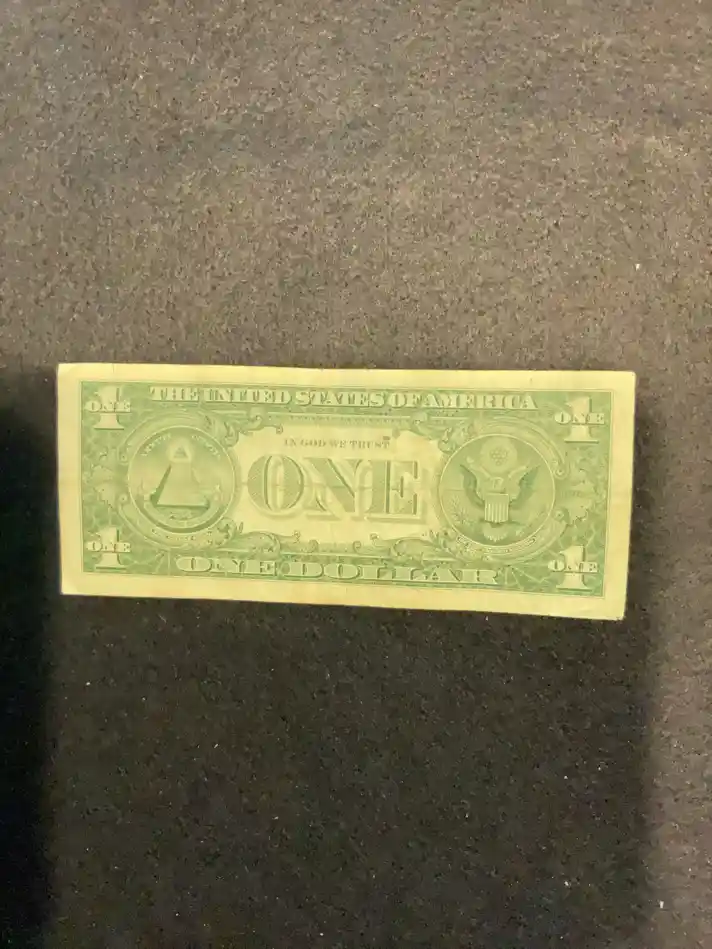 THE UNITED STATES OF AMERICA
1 ONE
ONE 1
IN GOD WE TRUST
ONE
1 ONE
ONE DOLLAR
1 ONE